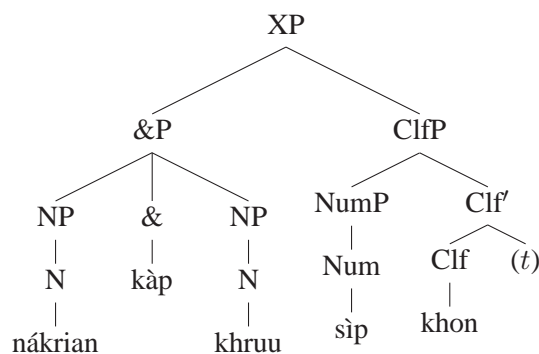 XP
&P ClfP
NP & NP NumP Clf′
N kàp N Num Clf (t)
nákrian khruu sìp khon